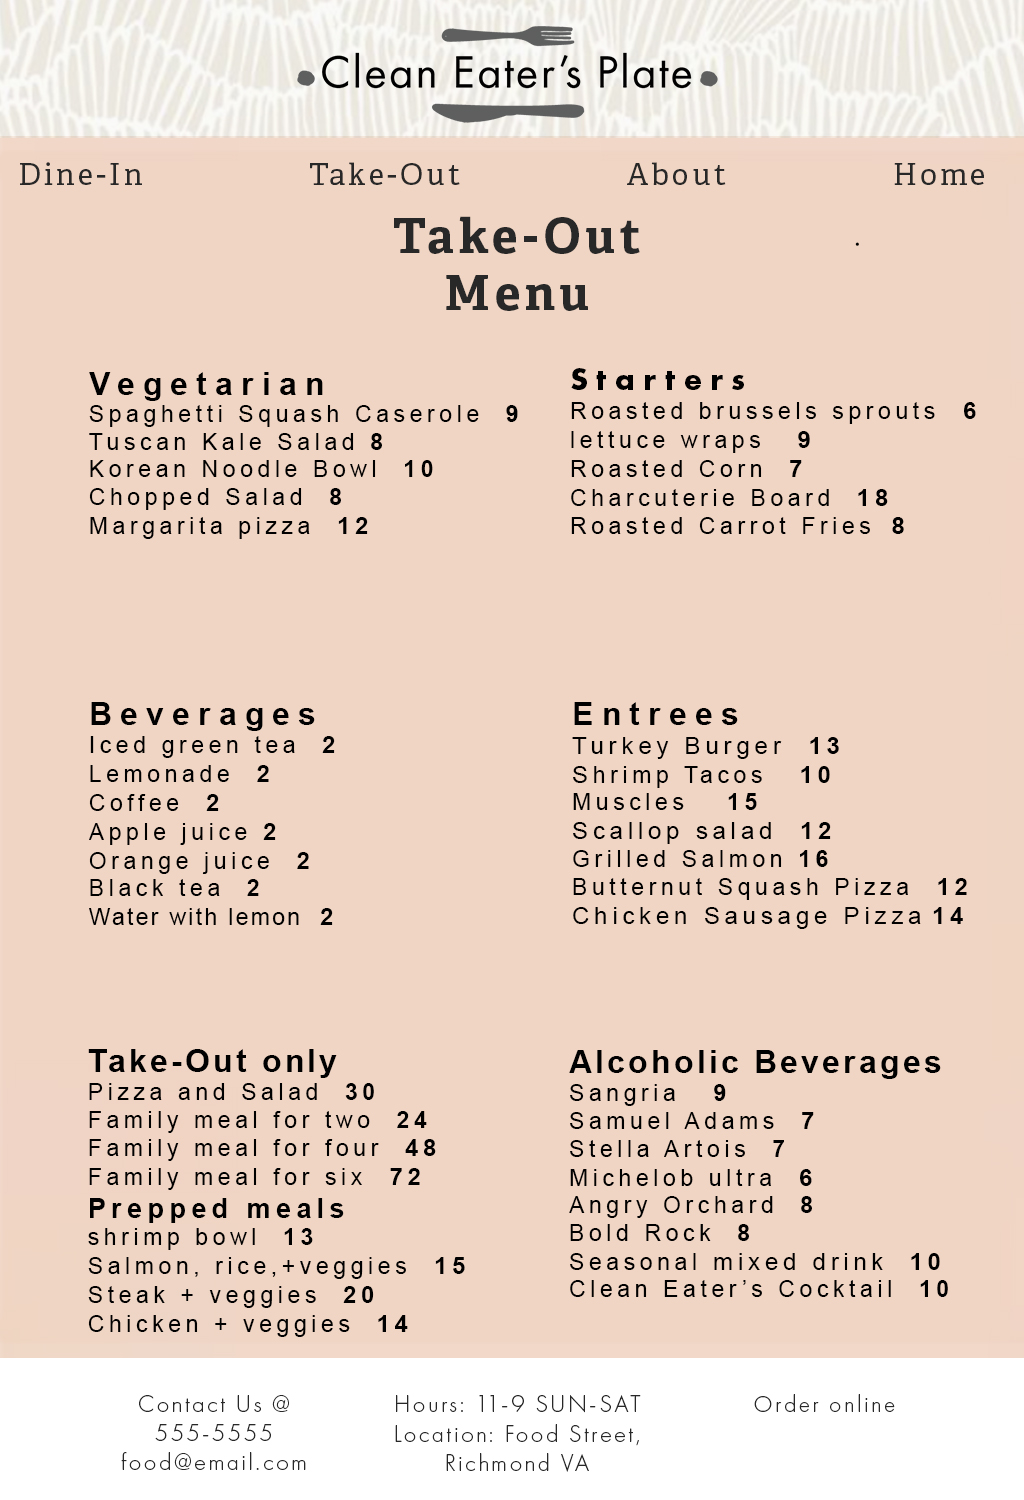 Clean Eater's Plate
Dine-In Take-Out About Home
Take-Out
Menu
Vegetarian
Spaghetti Squash Caserole 9
Tuscan Kale Salad 8
Korean Noodle Bowl 10
Chopped Salad 8
Margarita pizza 12
Starters
Roasted brussels sprouts 6
lettuce wraps 9
Roasted Corn 7
Charcuterie Board 18
Roasted Carrot Fries 8
Beverages
Iced green tea 2
Lemonade 2
Coffee 2
Apple juice 2
Orange juice 2
Black tea 2
Water with lemon 2
Entrees
Turkey Burger 13
Shrimp Tacos 10
Muscles 15
Scallop salad 12
Grilled Salmon 16
Butternut Squash Pizza 12
Chicken Sausage Pizza 14
Take-Out only
Pizza and Salad 30
Family meal for two 24
Family meal for four 48
Family meal for six 72
Prepped meals
shrimp bowl 13
Salmon, rice,+veggies 15
Steak + veggies 20
Chicken + veggies 14
Alcoholic Beverages
Sangria 9
Samuel Adams 7
Stella Artois 7
Michelob ultra 6
Angry Orchard 8
Bold Rock 8
Seasonal mixed drink 10
Clean Eater's Cocktail 10
Contact Us @
555-5555
food@email.com
Hours: 11-9 SUN-SAT
Location: Food Street,
Richmond VA
Order online